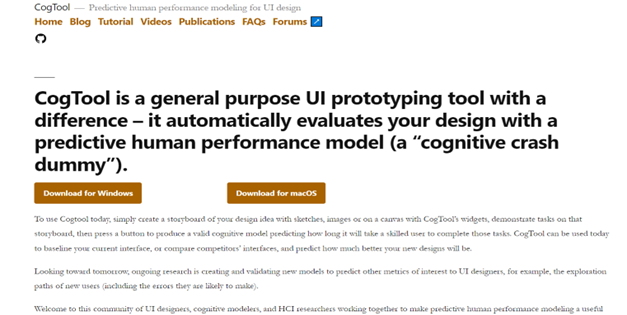 CogTool — Predictive human performance modeling for UI design
Home Blog Tutorial Videos Publications FAQs Forums
CogTool is a general purpose UI prototyping tool with a
difference – it automatically evaluates your design with a
predictive human performance model (a “cognitive crash
dummy”).
Download for Windows Download for macOS
To use Cogtool today, simply create a storyboard of your design idea with sketches, images or on a canvas with CogTool’s widgets, demonstrate tasks on that
storyboard, then press a button to produce a valid cognitive model predicting how long it will take a skilled user to complete those tasks. CogTool can be used today
to baseline your current interface, or compare competitors’ interfaces, and predict how much better your new designs will be.
Looking toward tomorrow, ongoing research is creating and validating new models to predict other metrics of interest to UI designers, for example, the exploration
paths of new users (including the errors they are likely to make).
Welcome to this community of UI designers, cognitive modelers, and HCI researchers working together to make predictive human performance modeling a useful